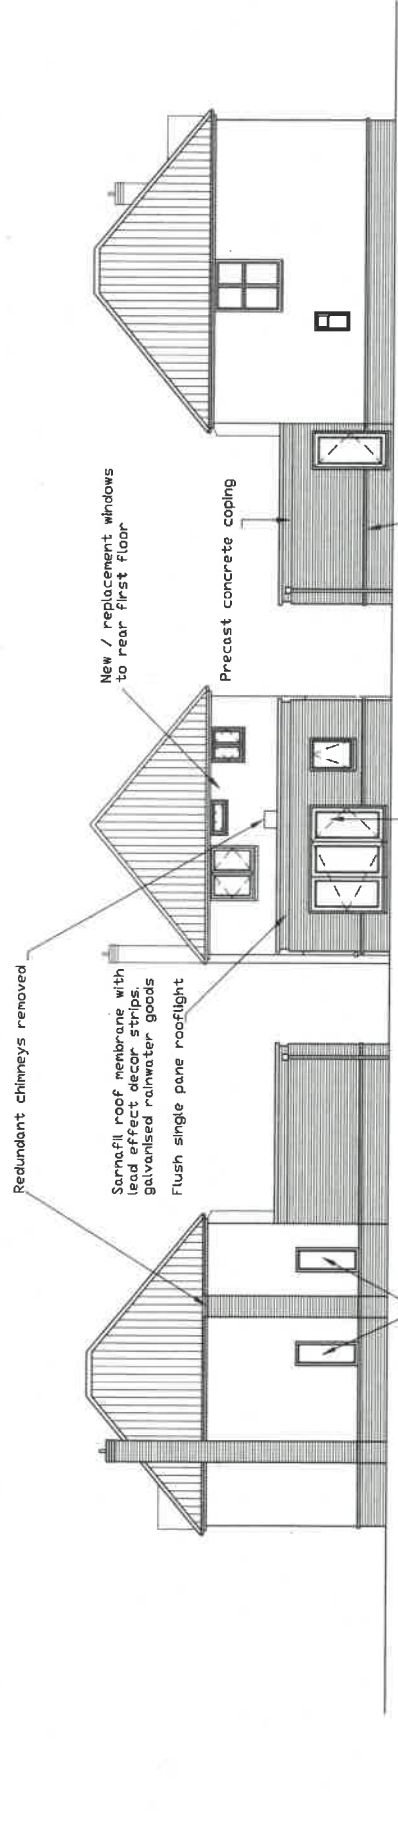 Redundant chimneys removed
Sarnafil roof membrane with
lead effect decor strips.
galvanised rainwater goods
Flush single pane rooflight
New / replacement windows
to rear first floor
Precast concrete coping